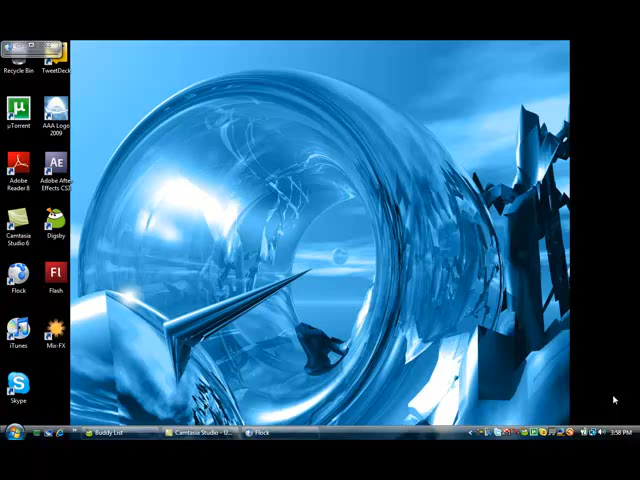 Recycle Bin
TweetDeck
µTorrent
AAA Logo
2009
Adobe
Reader 8
Adobe After
Effects CS3
Camtasia
Studio 6
Digsby
Flock
Flash
iTunes
Mix-FX
Skype
Buddy List
Camtasia Studio - U...
Flock
3:58 PM